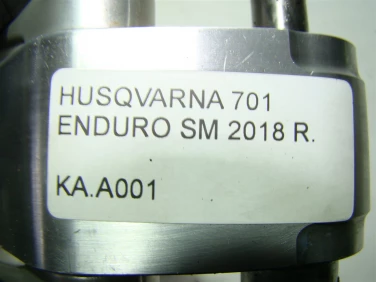 HUSQVARNA 701
ENDURO SM 2018 R.
KA.A001